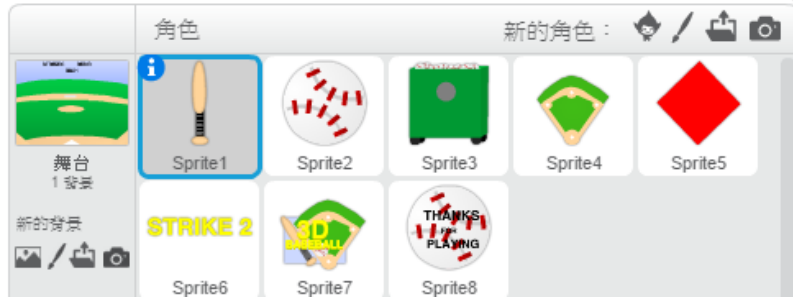 角色
新的角色：
STRIKE
舞台
1 背景
新的背景
Sprite1
Sprite2
Sprite3
Sprite4
Sprite5
STRIKE 2
3D
BASEBALL
THANKS
FOR
PLAYING
Sprite6
Sprite7
Sprite8